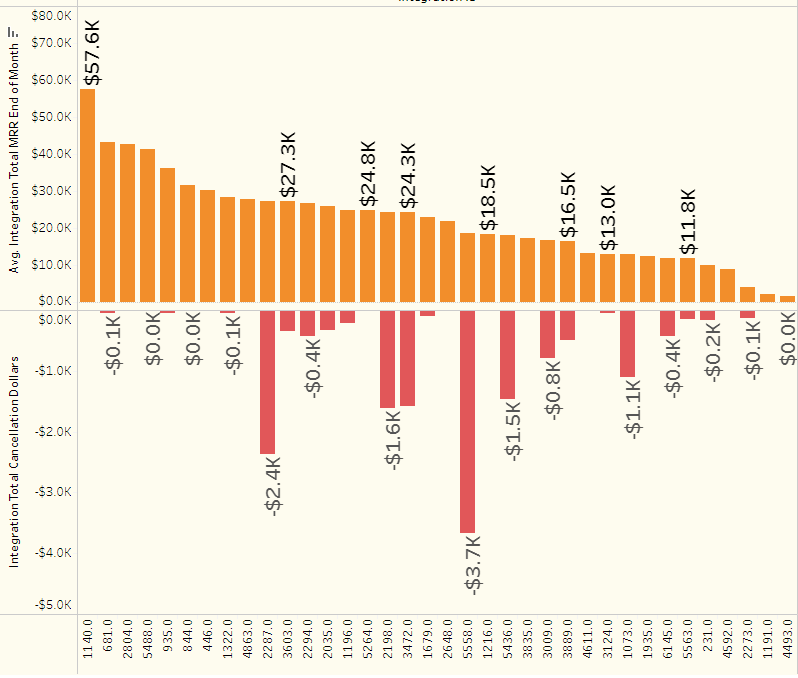 Avg. Integration Total MRR End of Month
$80.0K
$70.0K
$60.0K
$50.0K
$40.0K
$30.0K
$20.0K
$10.0K
$0.0K
$57.6K
$27.3K
$24.8K
$24.3K
$18.5K
$16.5K
$13.0K
$11.8K
Integration Total Cancellation Dollars
$0.0K
-$1.0K
-$2.0K
-$3.0K
-$4.0K
-$5.0K
-$0.1K
$0.0K
$0.0K
-$0.1K
-$2.4K
-$0.4K
-$1.6K
-$3.7K
-$1.5K
-$0.8K
-$1.1K
-$0.4K
-$0.2K
-$0.1K
$0.0K
1140.0
681.0
2804.0
5488.0
935.0
844.0
446.0
1322.0
4863.0
2287.0
3603.0
2294.0
2035.0
1196.0
5264.0
2198.0
3472.0
1679.0
2648.0
5558.0
1216.0
5436.0
3835.0
3009.0
3889.0
4611.0
3124.0
1073.0
1935.0
6145.0
5563.0
231.0
4592.0
2273.0
1191.0
4493.0